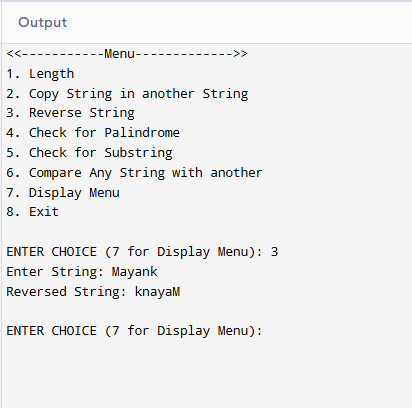 Output
<<-----------Menu------------->>
1. Length
2. Copy String in another String
3. Reverse String
4. Check for Palindrome
5. Check for Substring
6. Compare Any String with another
7. Display Menu
8. Exit
ENTER CHOICE (7 for Display Menu): 3
Enter String: Mayank
Reversed String: knayaM
ENTER CHOICE (7 for Display Menu):